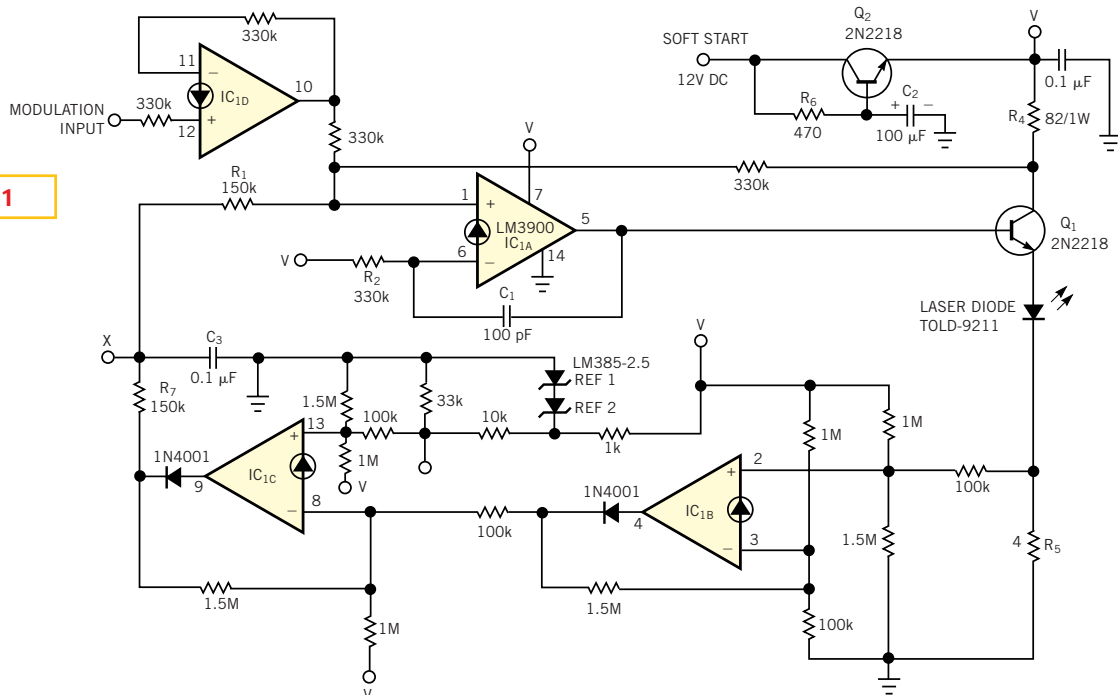 330k
11
−
10
IC1D
MODULATION
INPUT
330k
12
+
330k
SOFT START
12V DC
Q2
2N2218
V
0.1 µF
R6
470
+
C2
−
100 µF
R4
82/1W
1
R1
150k
330k
V
1
+
7
5
LM3900
IC1A
6
−
14
V
R2
330k
C1
100 pF
Q1
2N2218
LASER DIODE
TOLD-9211
X
C3
0.1 µF
R7
150k
1.5M
33k
LM385-2.5
REF 1
REF 2
V
13
100k
10k
1k
+
1N4001
IC1C
9
1M
V
8
−
1M
1M
2
+
100k
1N4001
IC1B
4
100k
3
−
1.5M
4
R5
1.5M
1.5M
1M
100k
V